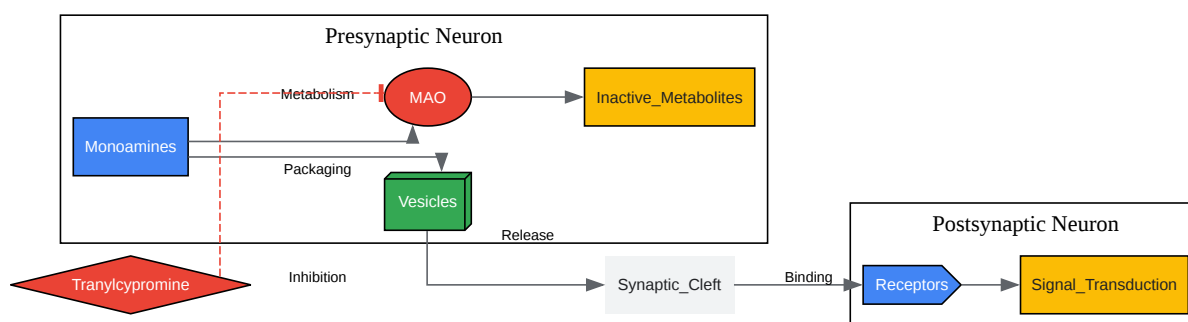 Presynaptic Neuron
Metabolism
MAO
Inactive_Metabolites
Monoamines
Packaging
Vesicles
Release
Postsynaptic Neuron
Tranylcypromine
Inhibition
Synaptic_Cleft
Binding
Receptors
Signal_Transduction